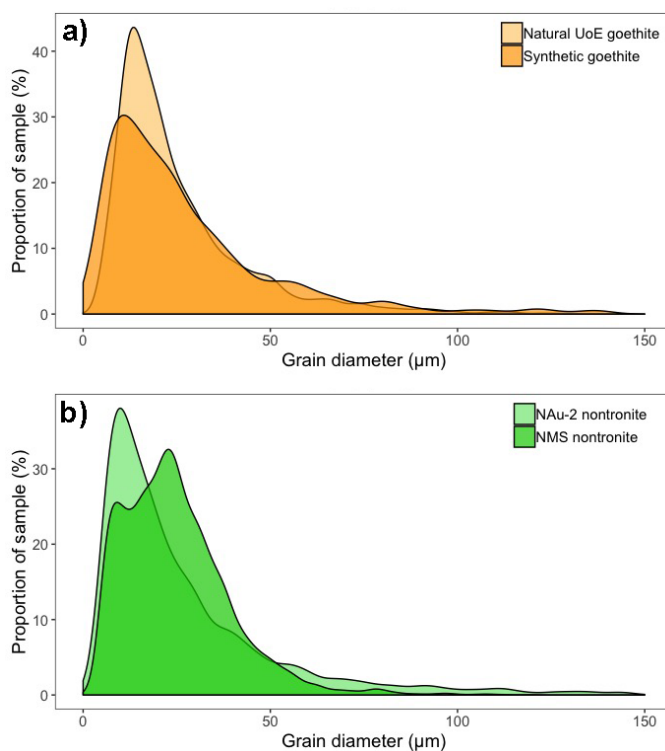 a)
Natural UoE goethite
Synthetic goethite
Proportion of sample (%)
40
30
20
10
0
0 50 100 150
Grain diameter (µm)
b)
NAu-2 nontronite
NMS nontronite
Proportion of sample (%)
30
20
10
0
0 50 100 150
Grain diameter (µm)